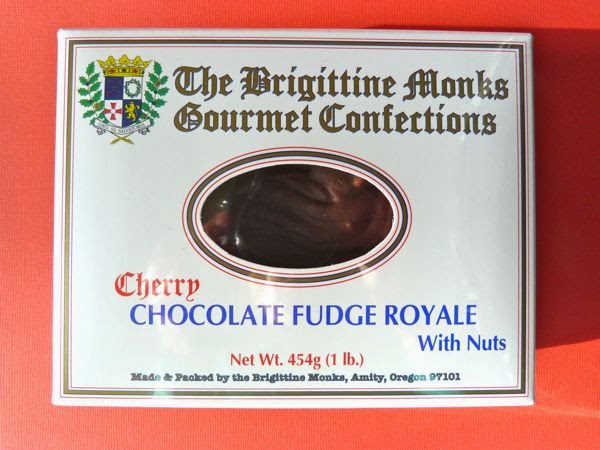 The Brigittine Monks
Gourmet Confections
Cherry
CHOCOLATE FUDGE ROYALE
With Nuts
Net Wt. 454g (1 lb.)
Made & Packed by the Brigittine Monks, Amity, Oregon 97101